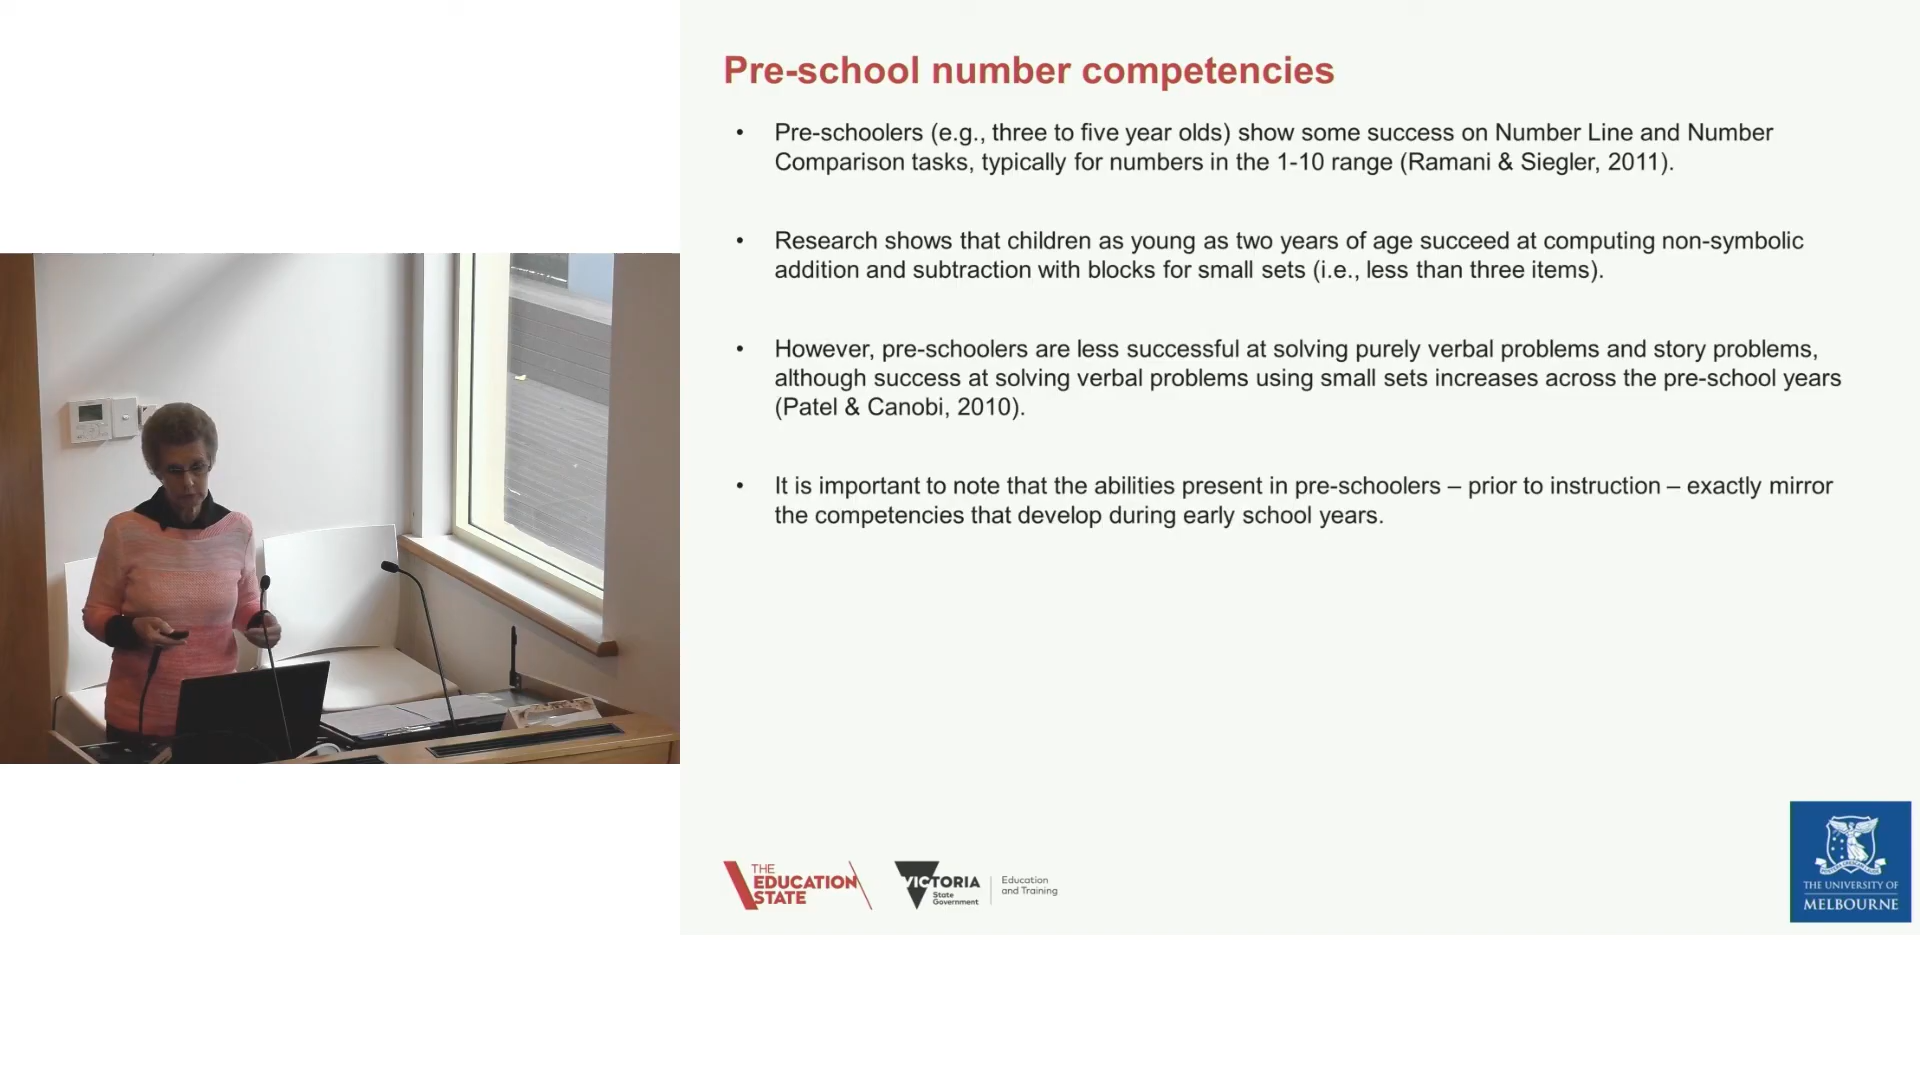 Pre-school number competencies
• Pre-schoolers (e.g., three to five year olds) show some success on Number Line and Number
Comparison tasks, typically for numbers in the 1-10 range (Ramani & Siegler, 2011).
• Research shows that children as young as two years of age succeed at computing non-symbolic
addition and subtraction with blocks for small sets (i.e., less than three items).
• However, pre-schoolers are less successful at solving purely verbal problems and story problems,
although success at solving verbal problems using small sets increases across the pre-school years
(Patel & Canobi, 2010).
• It is important to note that the abilities present in pre-schoolers – prior to instruction – exactly mirror
the competencies that develop during early school years.
THE
EDUCATION
STATE
VICTORIA
State
Government
Education
and Training
THE UNIVERSITY OF
MELBOURNE